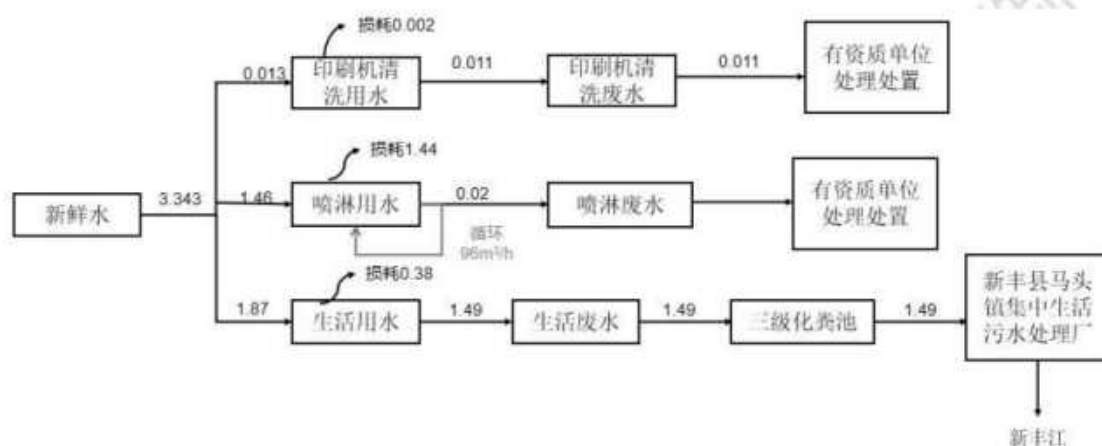 损耗0.002
0.013
印刷机清
洗用水
0.011
印刷机清
洗废水
0.011
有资质单位
处理处置
损耗1.44
新鲜水
3.343
1.46
喷淋用水
0.02
喷淋废水
有资质单位
处理处置
循环
96m³/h
损耗0.38
1.87
生活用水
1.49
生活废水
1.49
三级化粪池
1.49
新丰县马头
镇集中生活
污水处理厂
新丰江